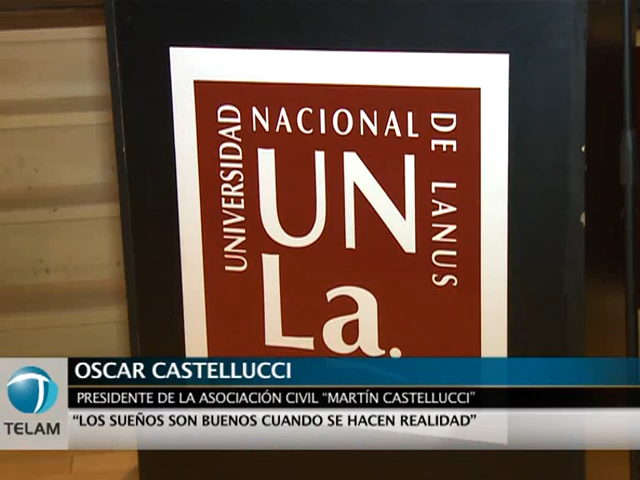 UNIVERSIDAD
NACIONAL
DE LANUS
UN
La.
OSCAR CASTELLUCCI
PRESIDENTE DE LA ASOCIACIÓN CIVIL "MARTÍN CASTELLUCCI"
"LOS SUEÑOS SON BUENOS CUANDO SE HACEN REALIDAD"
T
TELAM